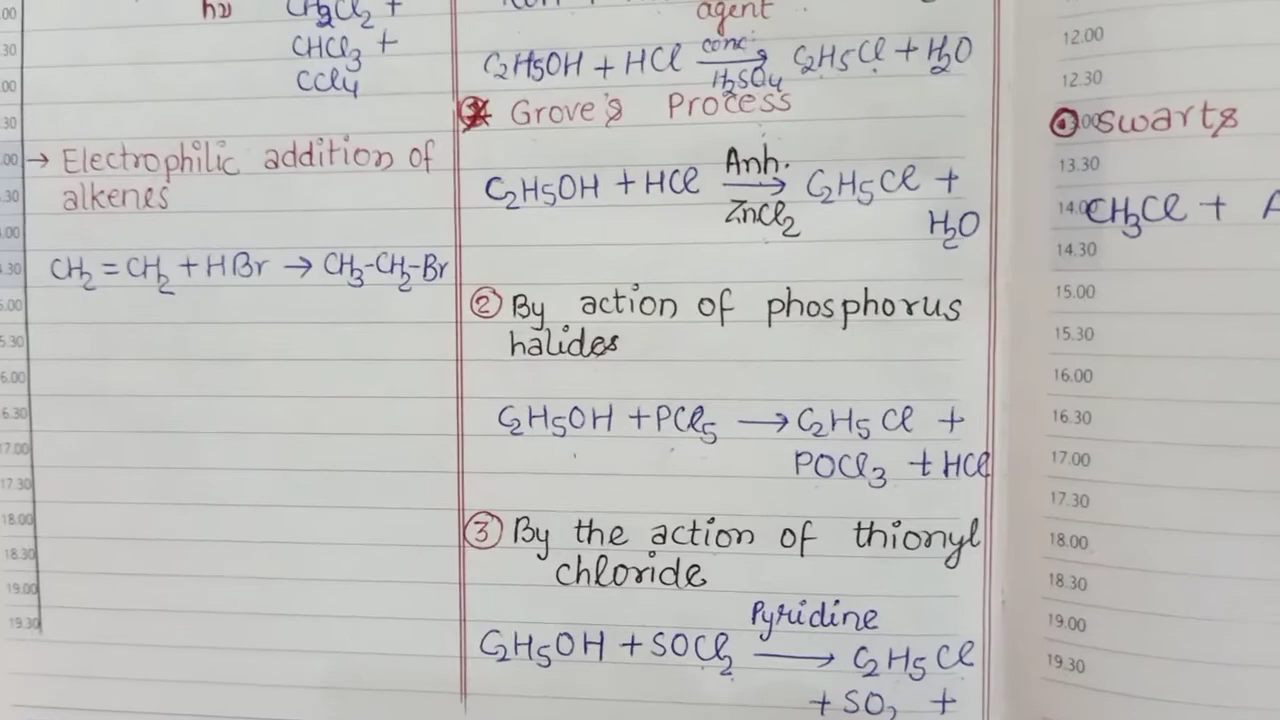 hν CH2Cl2 +
CHCl3 +
CCl4
→ Electrophilic addition of
alkenes
CH2 = CH2 + HBr → CH3-CH2-Br
agent
C2H5OH + HCl conc. H2SO4 → C2H5Cl + H2O
Grove's Process
C2H5OH + HCl Anh. ZnCl2 → C2H5Cl +
H2O
② By action of phosphorus
halides
C2H5OH + PCl5 → C2H5Cl +
POCl3 + HCl
③ By the action of thionyl
chloride
Pyridine
C2H5OH + SOCl2 → C2H5Cl
+ SO2 +
12.00
12.30
swarts
13.30
14.00 CH3Cl +
14.30
15.00
15.30
16.00
16.30
17.00
17.30
18.00
18.30
19.00
19.30